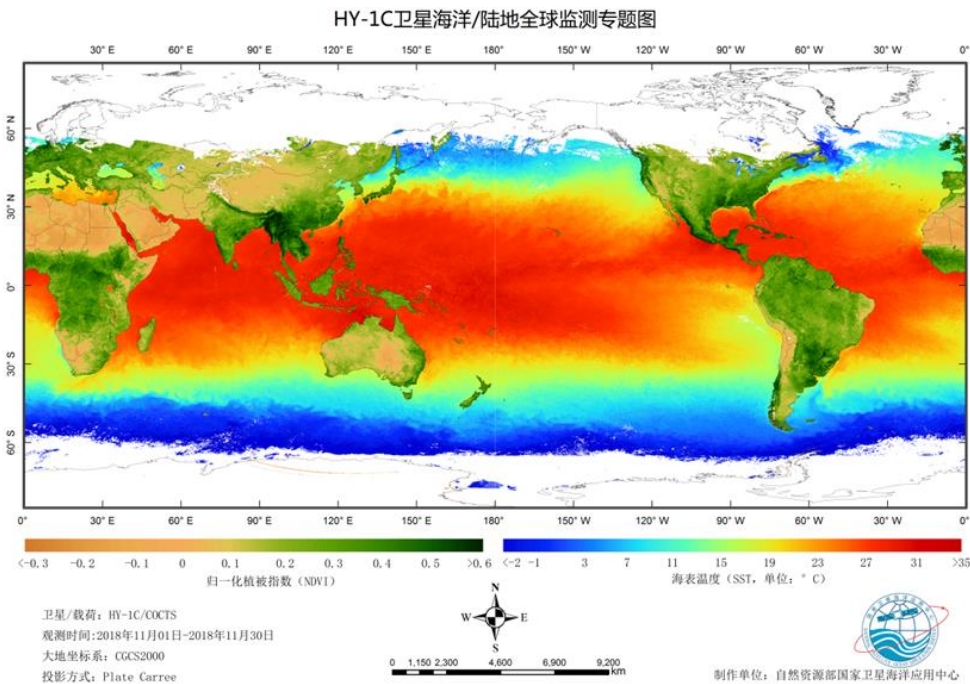 HY-1C卫星海洋/陆地全球监测专题图
30° E 60° E 90° E 120° E 150° E 180° 150° W 120° W 90° W 60° W 30° W 0°
60° N
30° N
0°
30° S
60° S
0° 30° E 60° E 90° E 120° E 150° E 180° 150° W 120° W 90° W 60° W 30° W 0°
<-0.3 -0.2 -0.1 0 0.1 0.2 0.3 0.4 0.5 >0.6
归一化植被指数（NDVI）
<-2 -1 3 7 11 15 19 23 27 31 >35
海表温度（SST，单位：° C）
N
W E
S
卫星/载荷：HY-1C/COCTS
观测时间:2018年11月01日-2018年11月30日
大地坐标系：CGCS2000
投影方式：Plate Carree
0 1,150 2,300 4,600 6,900 9,200
km
制作单位：自然资源部国家卫星海洋应用中心